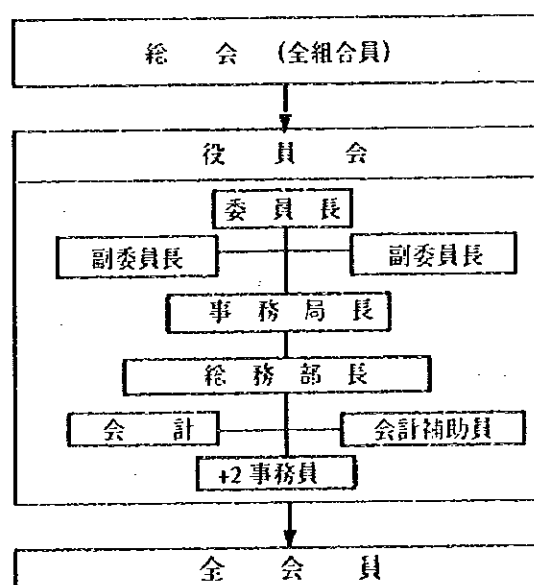 総会 (全組合員)
役員会
委員長
副委員長 副委員長
事務局長
総務部長
会計 会計補助員
+2事務員
全会員